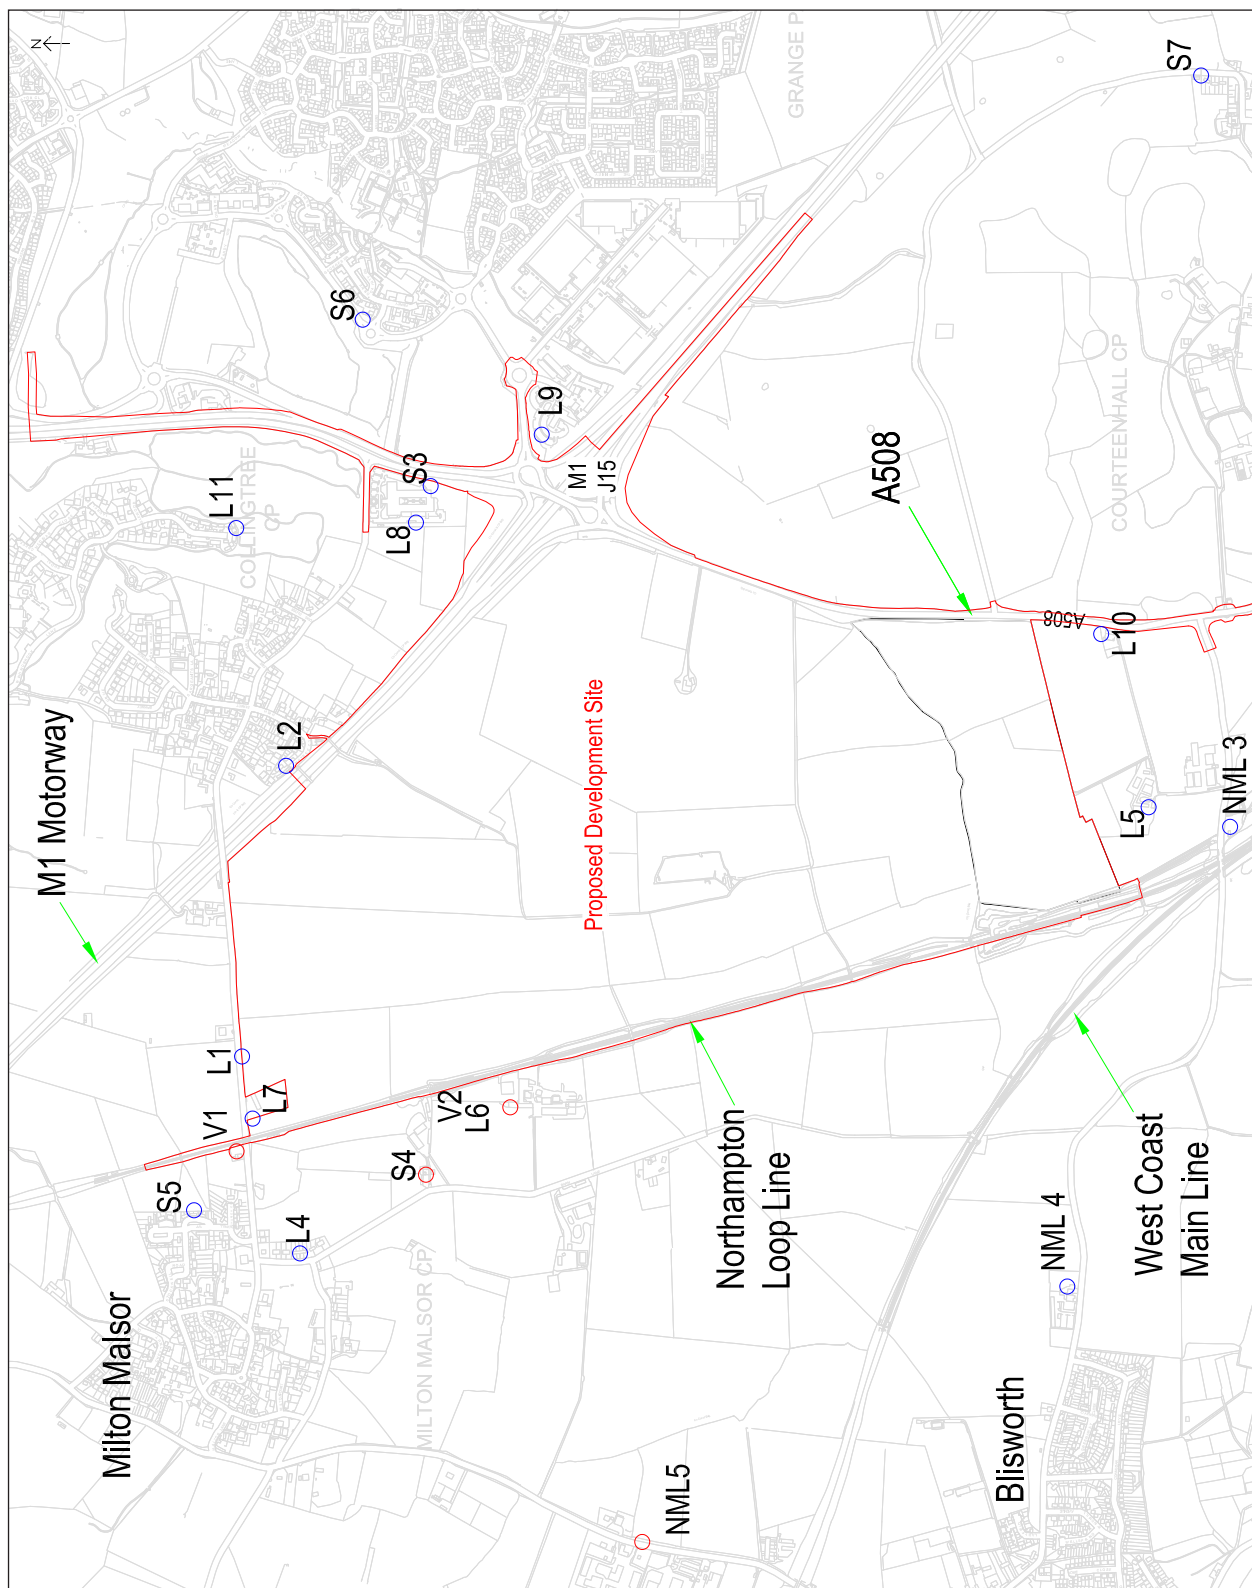 N
M1 Motorway
GRANGE P
S7
S6
L11
COLLINGTREE
CP
L9
S3
L8
M1
J15
L2
A508
COURTEENHALL CP
A508
L10
Proposed Development Site
L5
NML 3
L1
L7
V1
V2
L6
S4
S5
L4
Milton Malsor
MILTON MALSOR CP
Northampton
Loop Line
West Coast
Main Line
NML 4
Blisworth
NML5